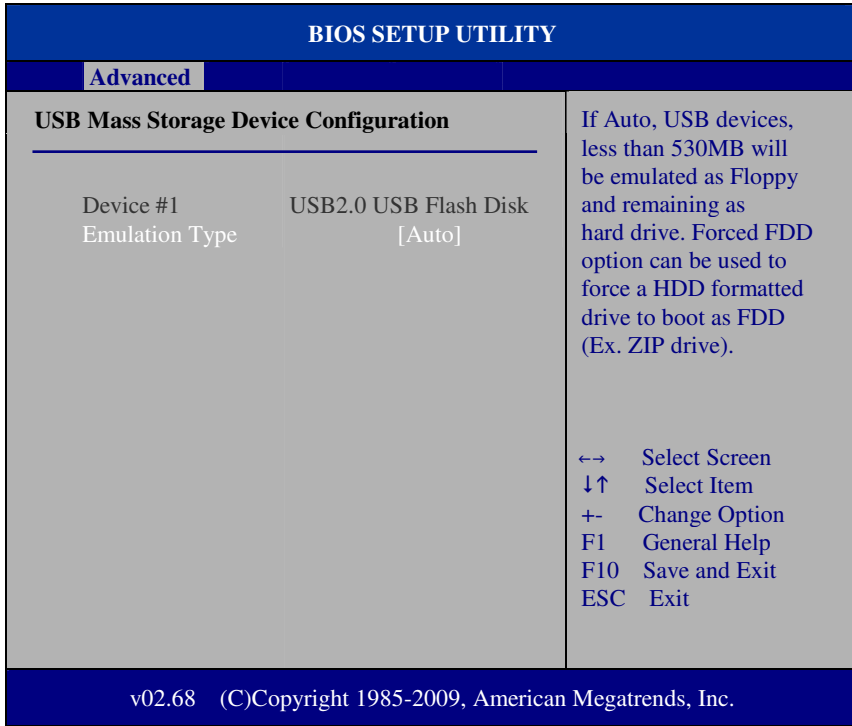 BIOS SETUP UTILITY
Advanced
USB Mass Storage Device Configuration
Device #1 USB2.0 USB Flash Disk
Emulation Type [Auto]
If Auto, USB devices,
less than 530MB will
be emulated as Floppy
and remaining as
hard drive. Forced FDD
option can be used to
force a HDD formatted
drive to boot as FDD
(Ex. ZIP drive).
←→ Select Screen
↓↑ Select Item
+- Change Option
F1 General Help
F10 Save and Exit
ESC Exit
v02.68 (C)Copyright 1985-2009, American Megatrends, Inc.